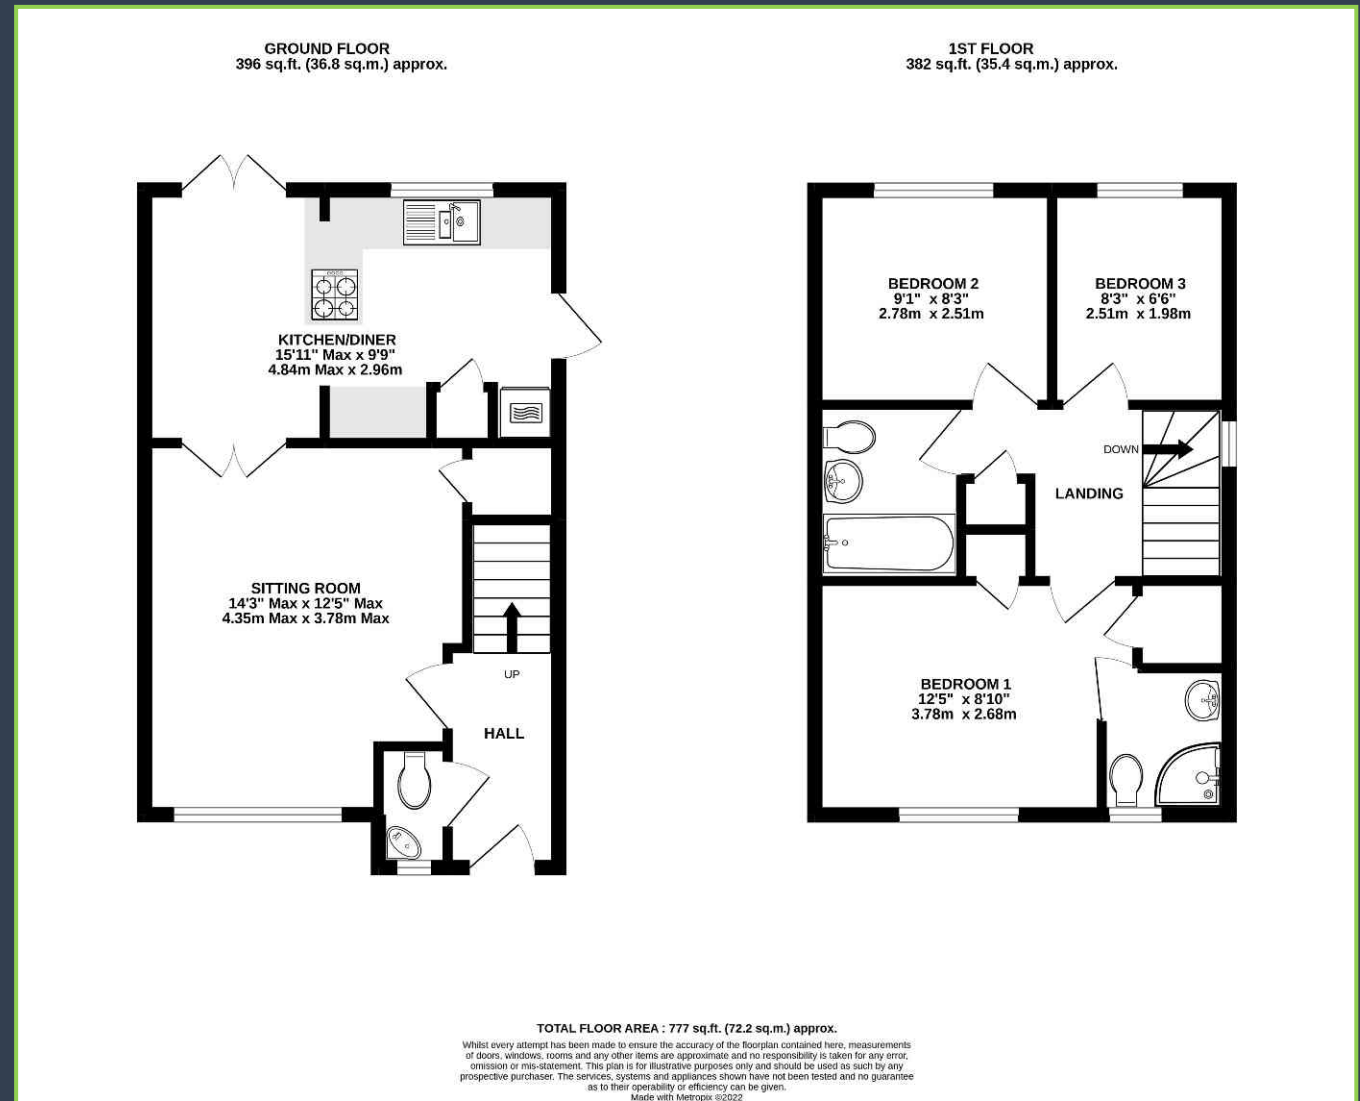 GROUND FLOOR
396 sq.ft. (36.8 sq.m.) approx.
1ST FLOOR
382 sq.ft. (35.4 sq.m.) approx.
KITCHEN/DINER
15'11" Max x 9'9"
4.84m Max x 2.96m
SITTING ROOM
14'3" Max x 12'5" Max
4.35m Max x 3.78m Max
UP
HALL
BEDROOM 2
9'1" x 8'3"
2.78m x 2.51m
BEDROOM 3
8'3" x 6'6"
2.51m x 1.98m
DOWN
LANDING
BEDROOM 1
12'5" x 8'10"
3.78m x 2.68m
TOTAL FLOOR AREA : 777 sq.ft. (72.2 sq.m.) approx.
Whilst every attempt has been made to ensure the accuracy of the floorplan contained here, measurements
of doors, windows, rooms and any other items are approximate and no responsibility is taken for any error,
omission or mis-statement. This plan is for illustrative purposes only and should be used as such by any
prospective purchaser. The services, systems and appliances shown have not been tested and no guarantee
as to their operability or efficiency can be given.
Made with Metropix ©2022